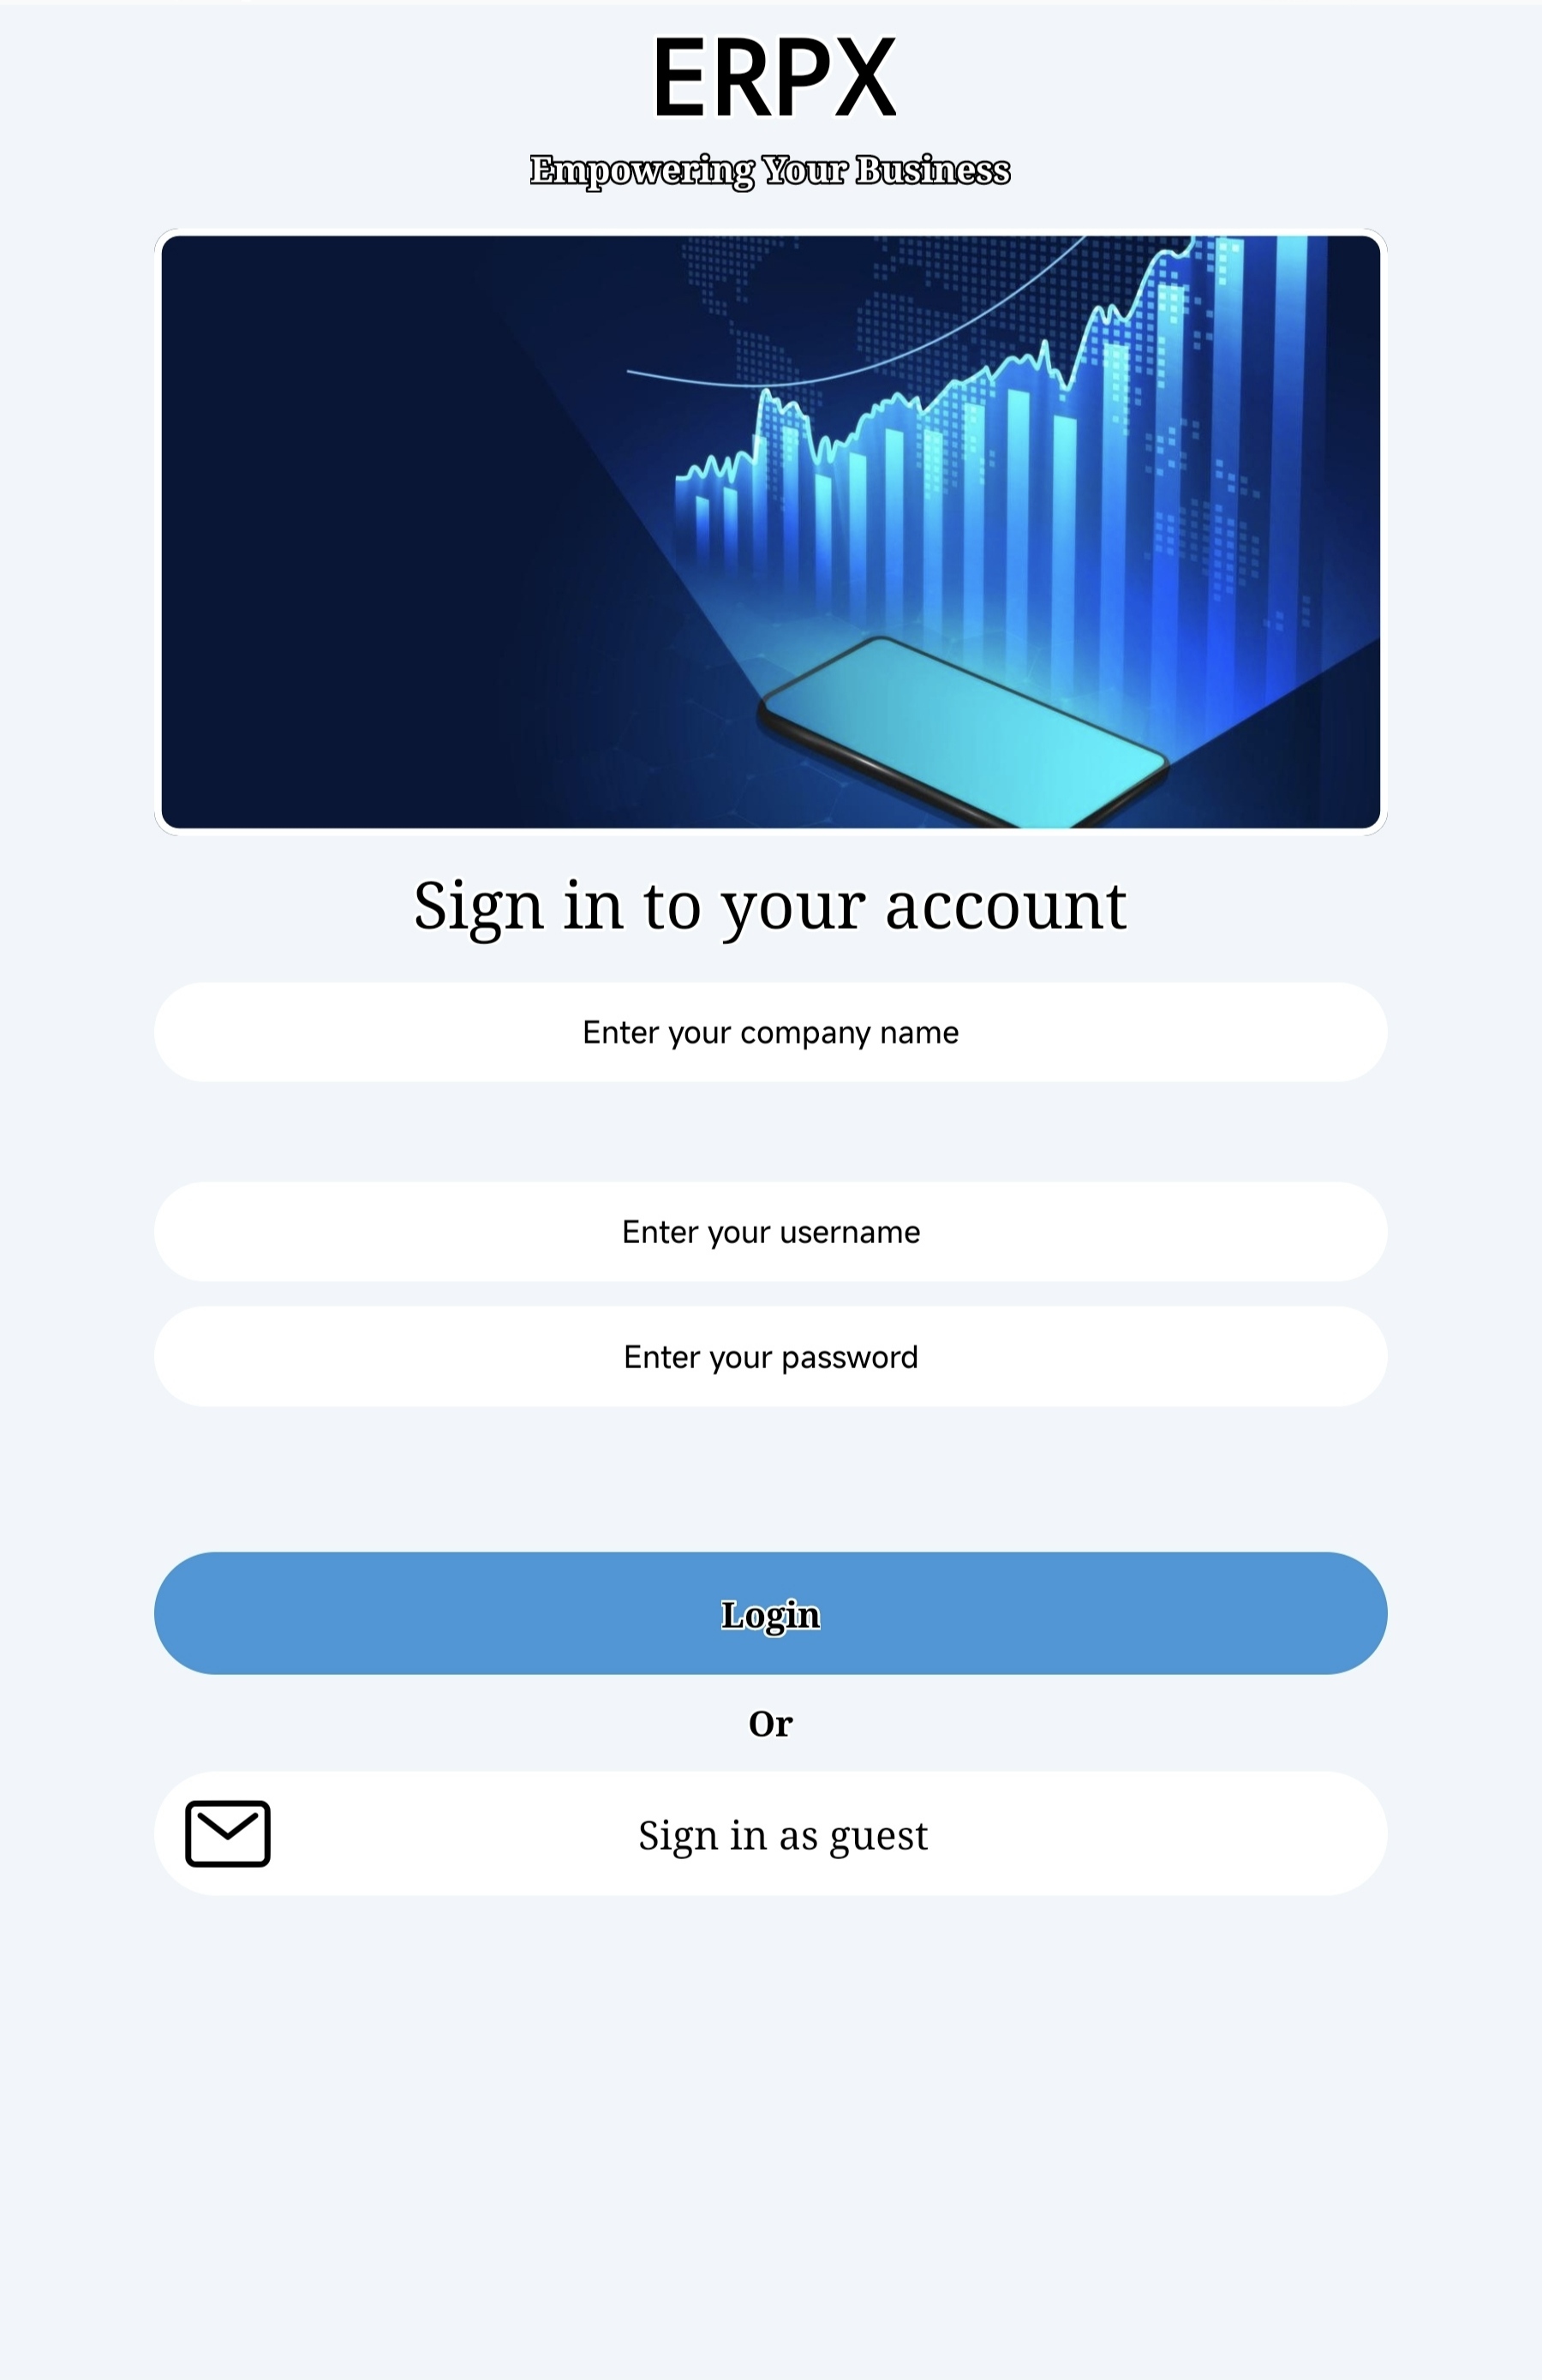 ERPX
Empowering Your Business
Sign in to your account
Enter your company name
Enter your username
Enter your password
Login
Or
Sign in as guest